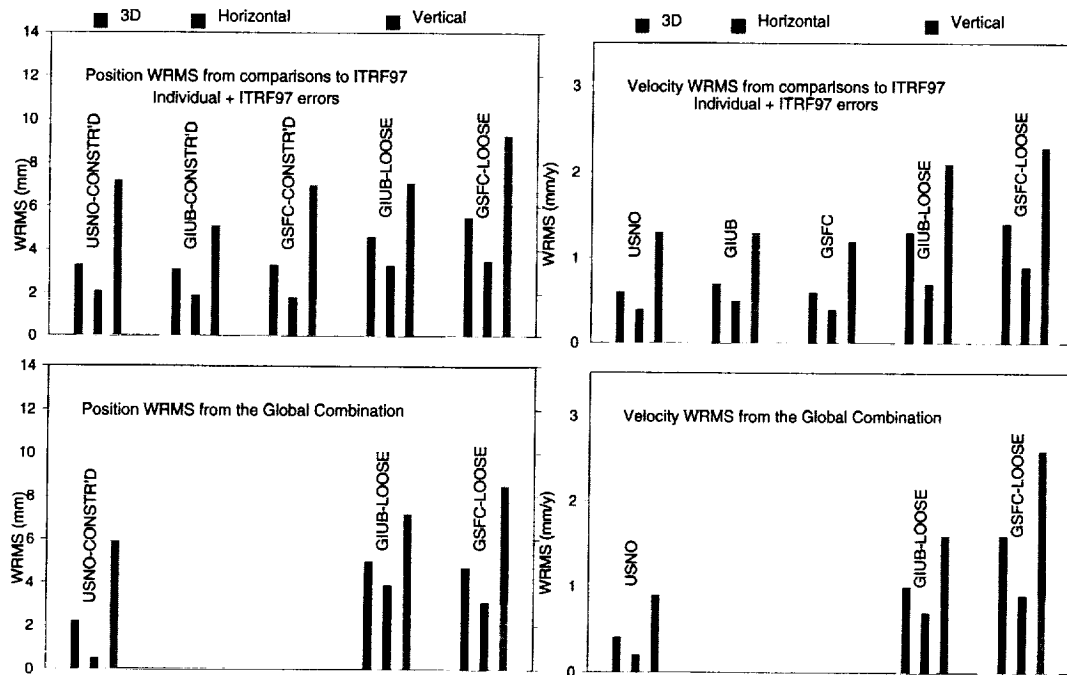 3D Horizontal Vertical
14
12
10
8
6
4
2
0
WRMS (mm)
Position WRMS from comparisons to ITRF97
Individual + ITRF97 errors
USNO-CONSTR'D
GIUB-CONSTR'D
GSFC-CONSTR'D
GIUB-LOOSE
GSFC-LOOSE
3D Horizontal Vertical
3
2
1
0
WRMS (mm/y)
Velocity WRMS from comparisons to ITRF97
Individual + ITRF97 errors
USNO
GIUB
GSFC
GIUB-LOOSE
GSFC-LOOSE
14
12
10
8
6
4
2
0
WRMS (mm)
Position WRMS from the Global Combination
USNO-CONSTR'D
GIUB-LOOSE
GSFC-LOOSE
3
2
1
0
WRMS (mm/y)
Velocity WRMS from the Global Combination
USNO
GIUB-LOOSE
GSFC-LOOSE